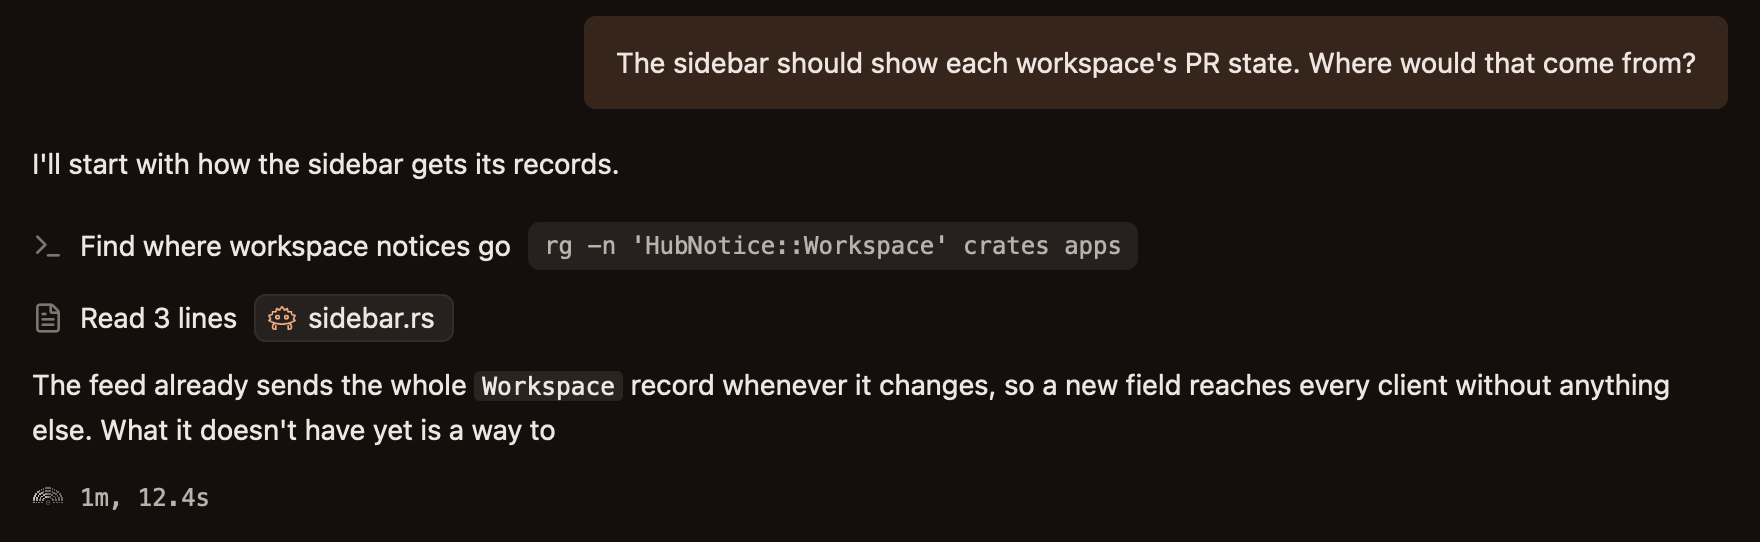 The sidebar should show each workspace's PR state. Where would that come from?
I'll start with how the sidebar gets its records.
Find where workspace notices go rg -n 'HubNotice::Workspace' crates apps
Read 3 lines sidebar.rs
The feed already sends the whole Workspace record whenever it changes, so a new field reaches every client without anything
else. What it doesn't have yet is a way to
1m, 12.4s